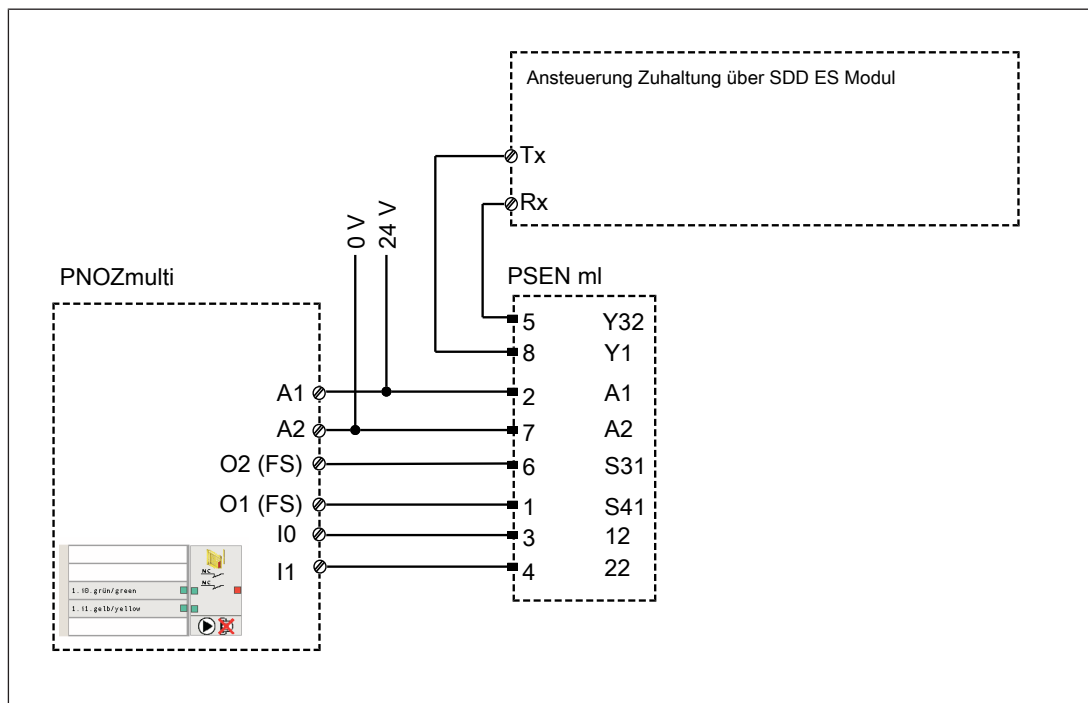 Ansteuerung Zuhaltung über SDD ES Modul
Tx
Rx
0 V
24 V
PNOZmulti
PSEN ml
5 Y32
8 Y1
A1 2 A1
A2 7 A2
O2 (FS) 6 S31
O1 (FS) 1 S41
I0 3 12
I1 4 22
NC
NC
1.I0.grün/green
1.I1.gelb/yellow